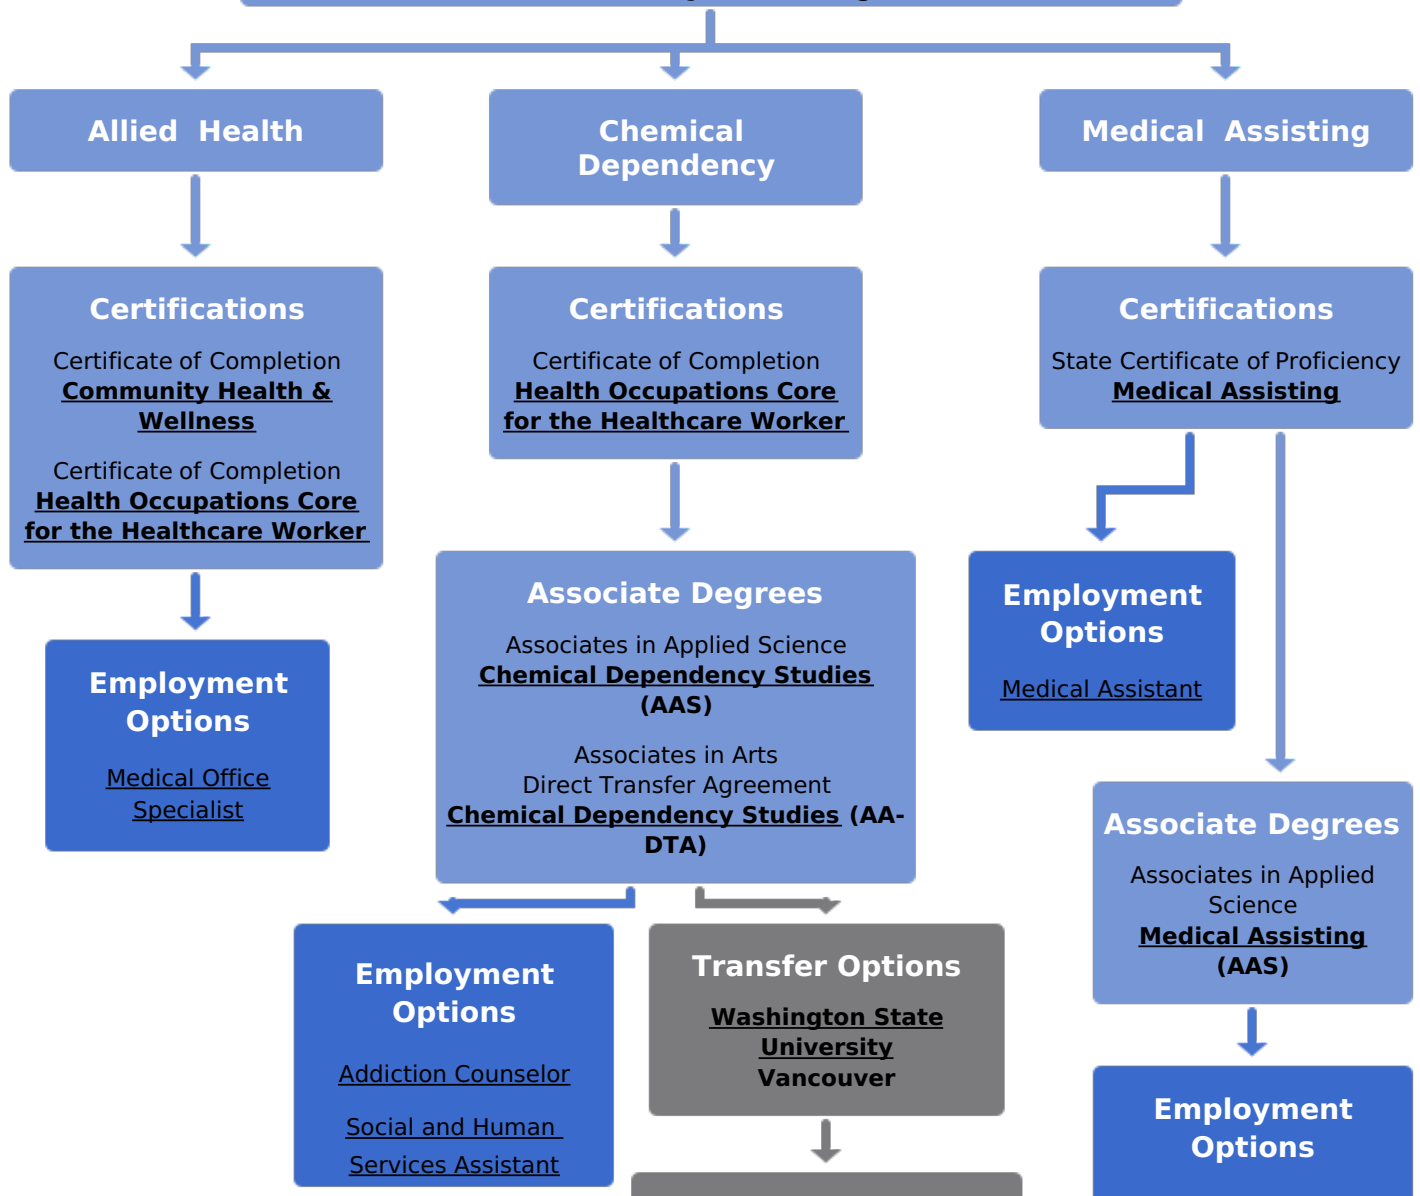 Allied Health
Chemical
Dependency
Medical Assisting
Certifications
Certificate of Completion
Community Health &
Wellness
Certificate of Completion
Health Occupations Core
for the Healthcare Worker
Certifications
Certificate of Completion
Health Occupations Core
for the Healthcare Worker
Certifications
State Certificate of Proficiency
Medical Assisting
Employment
Options
Medical Office
Specialist
Associate Degrees
Associates in Applied Science
Chemical Dependency Studies
(AAS)
Associates in Arts
Direct Transfer Agreement
Chemical Dependency Studies (AA-
DTA)
Employment
Options
Medical Assistant
Associate Degrees
Associates in Applied
Science
Medical Assisting
(AAS)
Employment
Options
Addiction Counselor
Social and Human
Services Assistant
Transfer Options
Washington State
University
Vancouver
Employment
Options